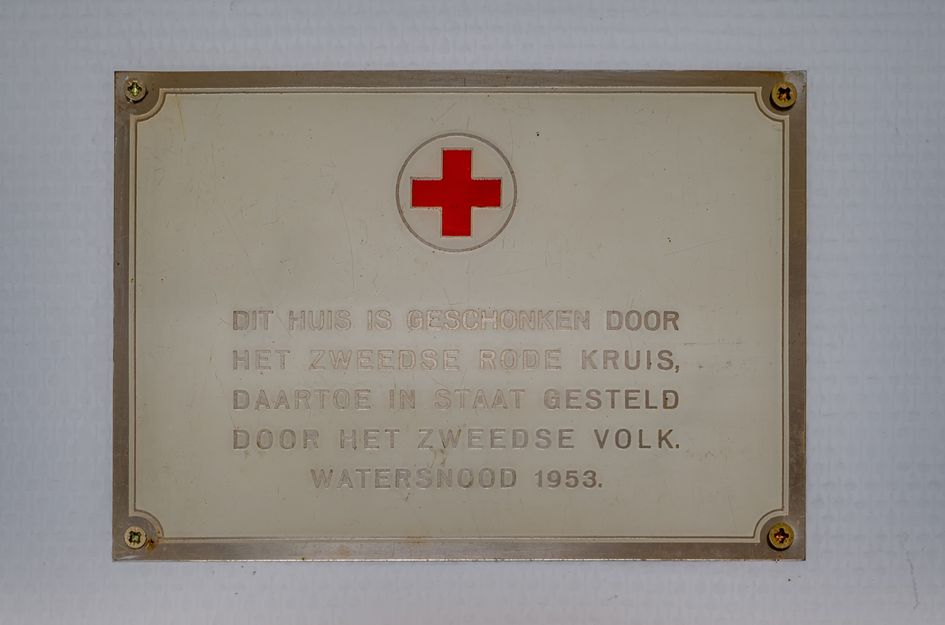 DIT HUIS IS GESCHONKEN DOOR
HET ZWEEDSE RODE KRUIS,
DAARTOE IN STAAT GESTELD
DOOR HET ZWEEDSE VOLK.
WATERSNOOD 1953.